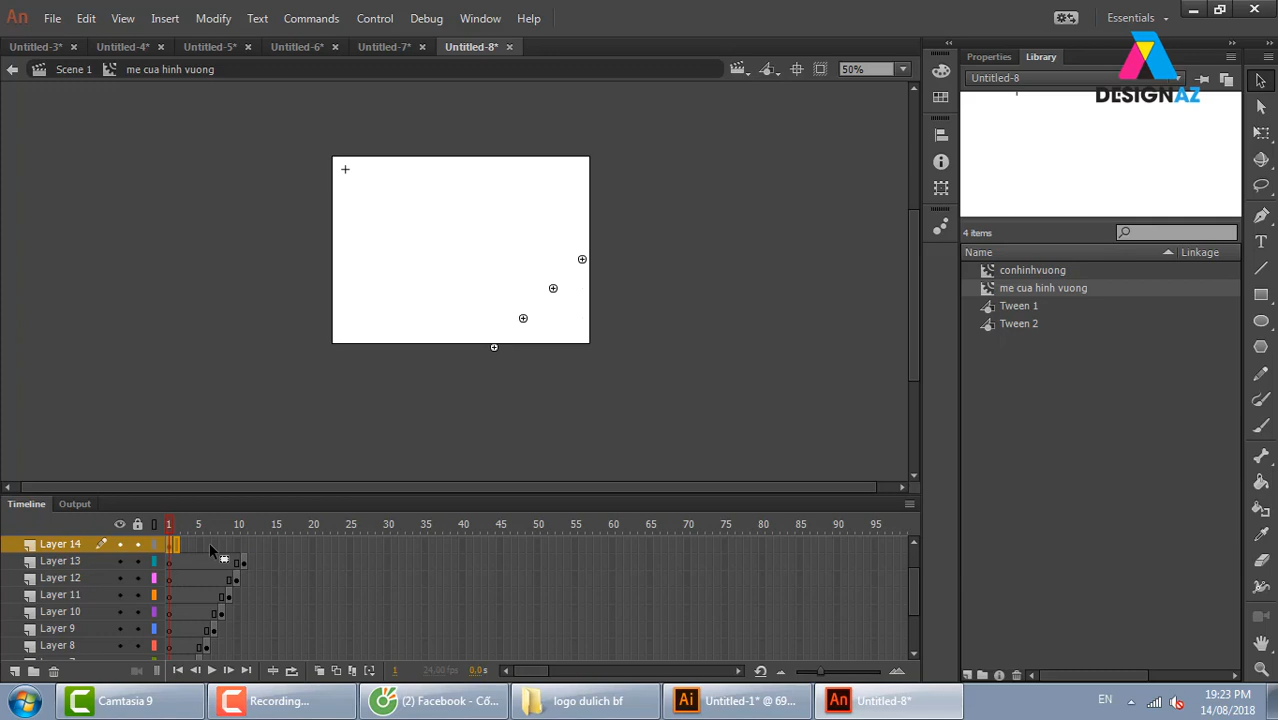 An File Edit View Insert Modify Text Commands Control Debug Window Help Essentials
Untitled-3* Untitled-4* Untitled-5* Untitled-6* Untitled-7* Untitled-8*
Scene 1 me cua hinh vuong 50%
Properties Library
Untitled-8
DESIGNAZ
4 items
Name Linkage
conhinhvuong
me cua hinh vuong
Tween 1
Tween 2
Timeline Output
1 5 10 15 20 25 30 35 40 45 50 55 60 65 70 75 80 85 90 95
Layer 14
Layer 13
Layer 12
Layer 11
Layer 10
Layer 9
Layer 8
1 24.00 fps 0.0s
Camtasia 9 Recording... (2) Facebook - Cố... logo dulich bf Ai Untitled-1* @ 69... An Untitled-8* EN 19:23 PM
14/08/2018